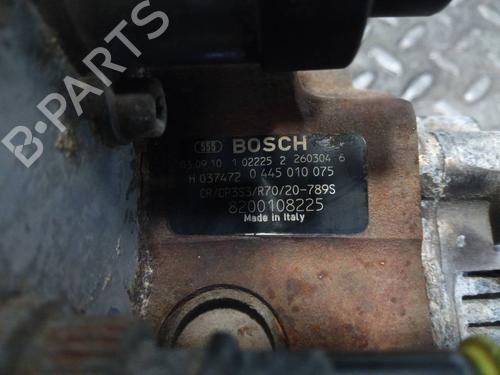 B-PARTS
555 BOSCH
03.09.10 1 02225 2 260304 6
H 037472 0 445 010 075
CR/CP3S3/R70/20-789S
8200108225
Made in Italy